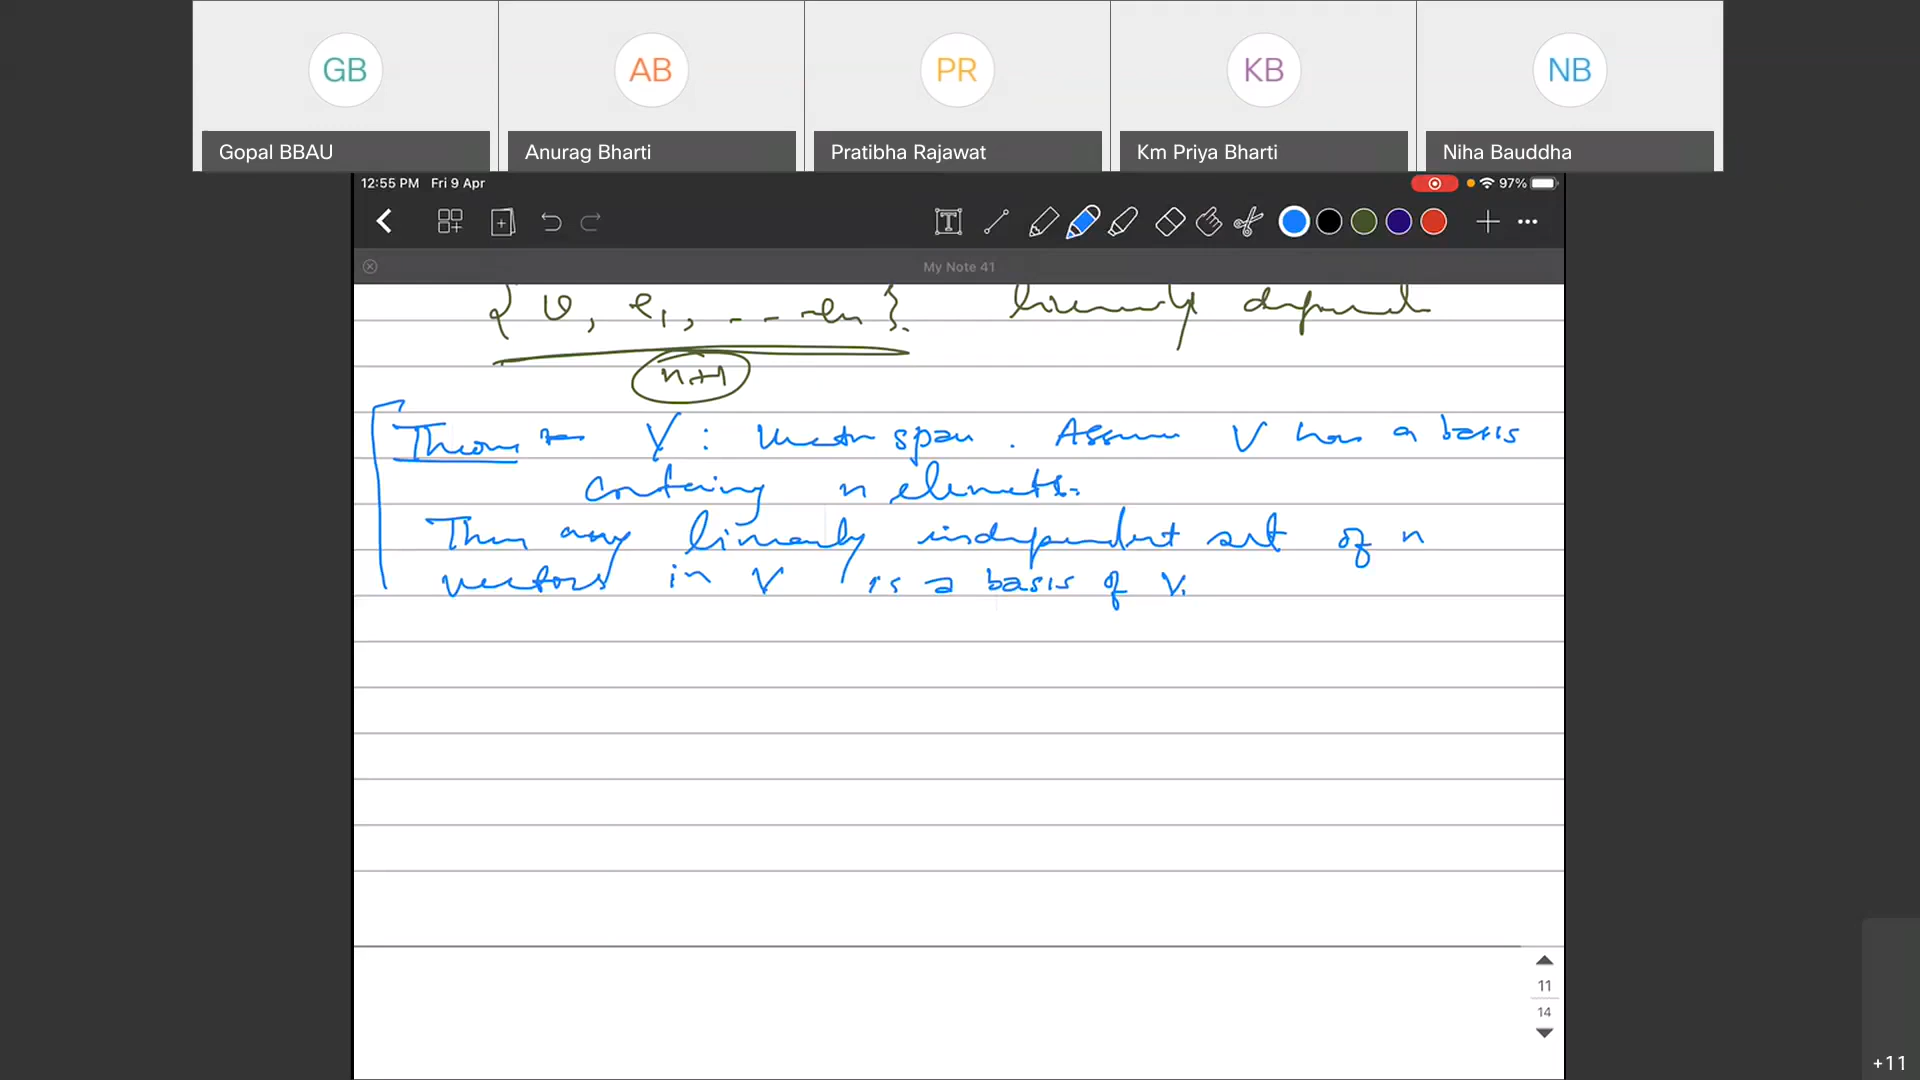 GB AB PR KB NB
Gopal BBAU Anurag Bharti Pratibha Rajawat Km Priya Bharti Niha Bauddha
12:55 PM Fri 9 Apr 97%
T
My Note 41
{ v, e₁, - - - en }. linearly dependent
n+1
Theorem V : Vector space . Assume V has a basis
containing n elements.
Then any linearly independent set of n
vectors in V is a basis of V.
11
14
+11